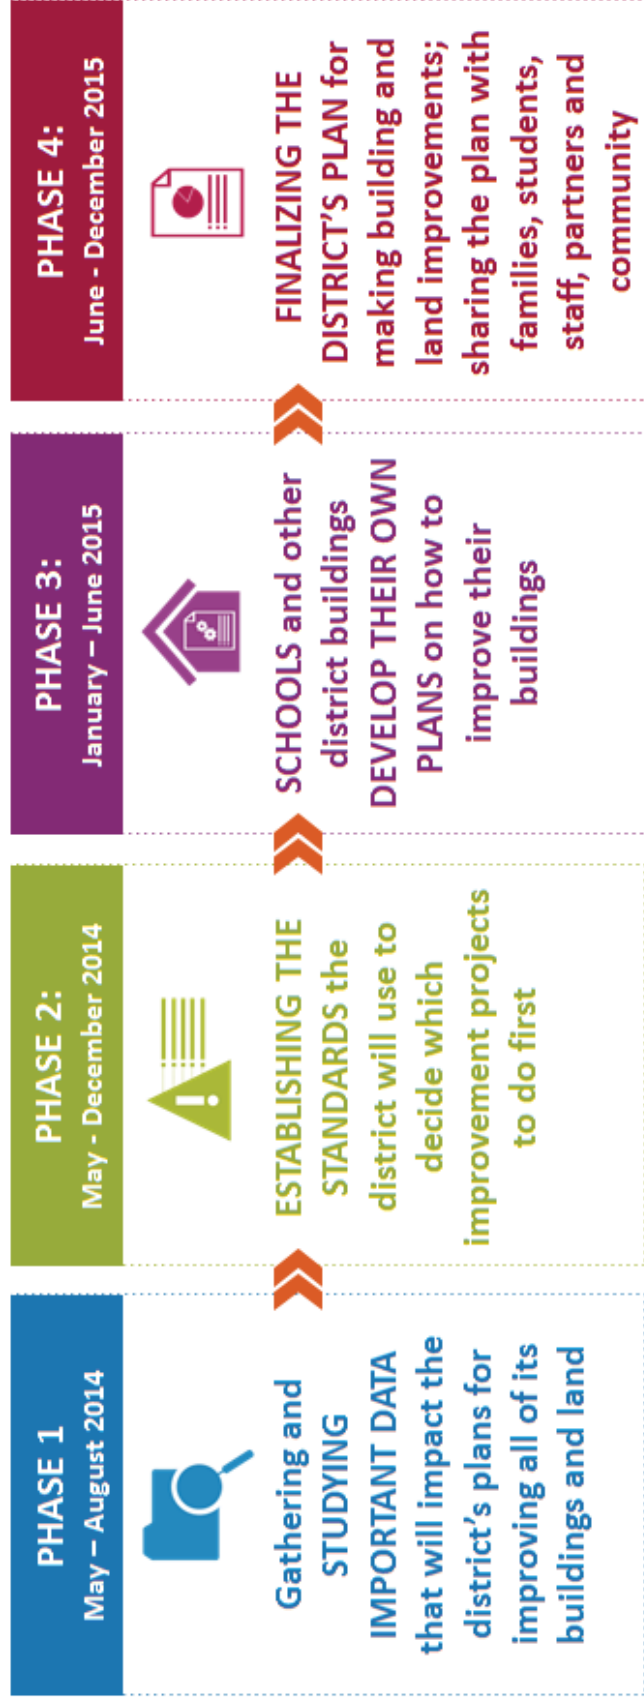 PHASE 1
May – August 2014
Gathering and
STUDYING
IMPORTANT DATA
that will impact the
district's plans for
improving all of its
buildings and land
PHASE 2:
May - December 2014
ESTABLISHING THE
STANDARDS the
district will use to
decide which
improvement projects
to do first
PHASE 3:
January – June 2015
SCHOOLS and other
district buildings
DEVELOP THEIR OWN
PLANS on how to
improve their
buildings
PHASE 4:
June - December 2015
FINALIZING THE
DISTRICT'S PLAN for
making building and
land improvements;
sharing the plan with
families, students,
staff, partners and
community